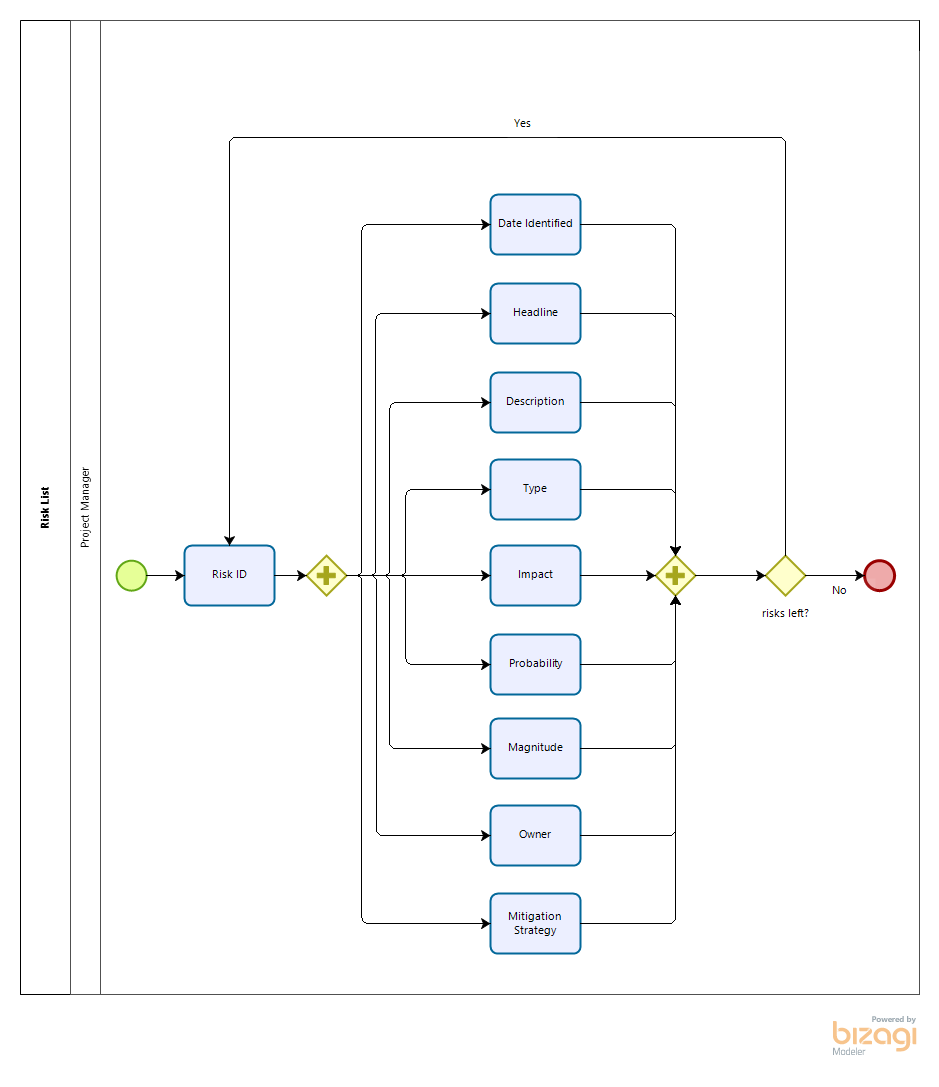 Risk List
Project Manager
Yes
Date Identified
Headline
Description
Type
Risk ID
Impact
No
risks left?
Probability
Magnitude
Owner
Mitigation
Strategy
Powered by
bizagi
Modeler